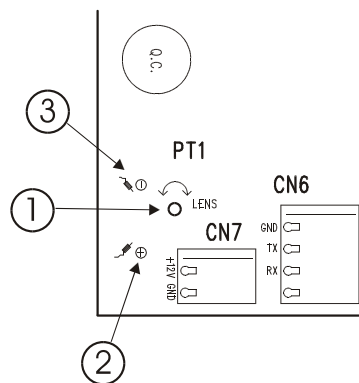 Q.C.
3
PT1
CN6
1
LENS
CN7
GND
TX
RX
+12V
GND
2